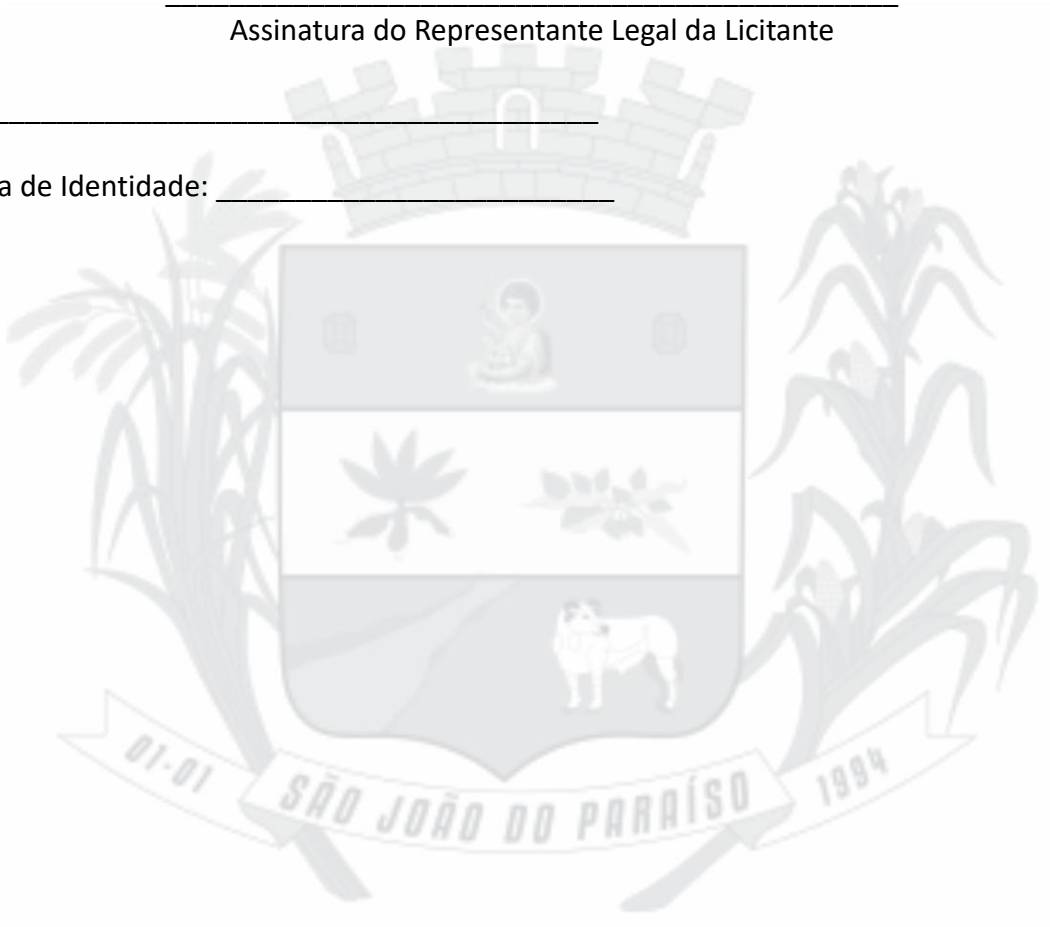 Assinatura do Representante Legal da Licitante
a de Identidade:
01-01 SÃO JOÃO DO PARAÍSO 1994